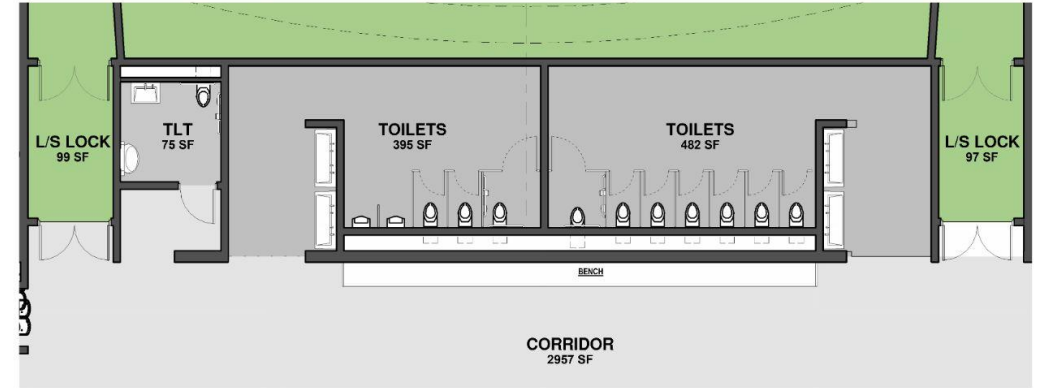 L/S LOCK
99 SF
TLT
75 SF
TOILETS
395 SF
TOILETS
482 SF
L/S LOCK
97 SF
BENCH
CORRIDOR
2957 SF